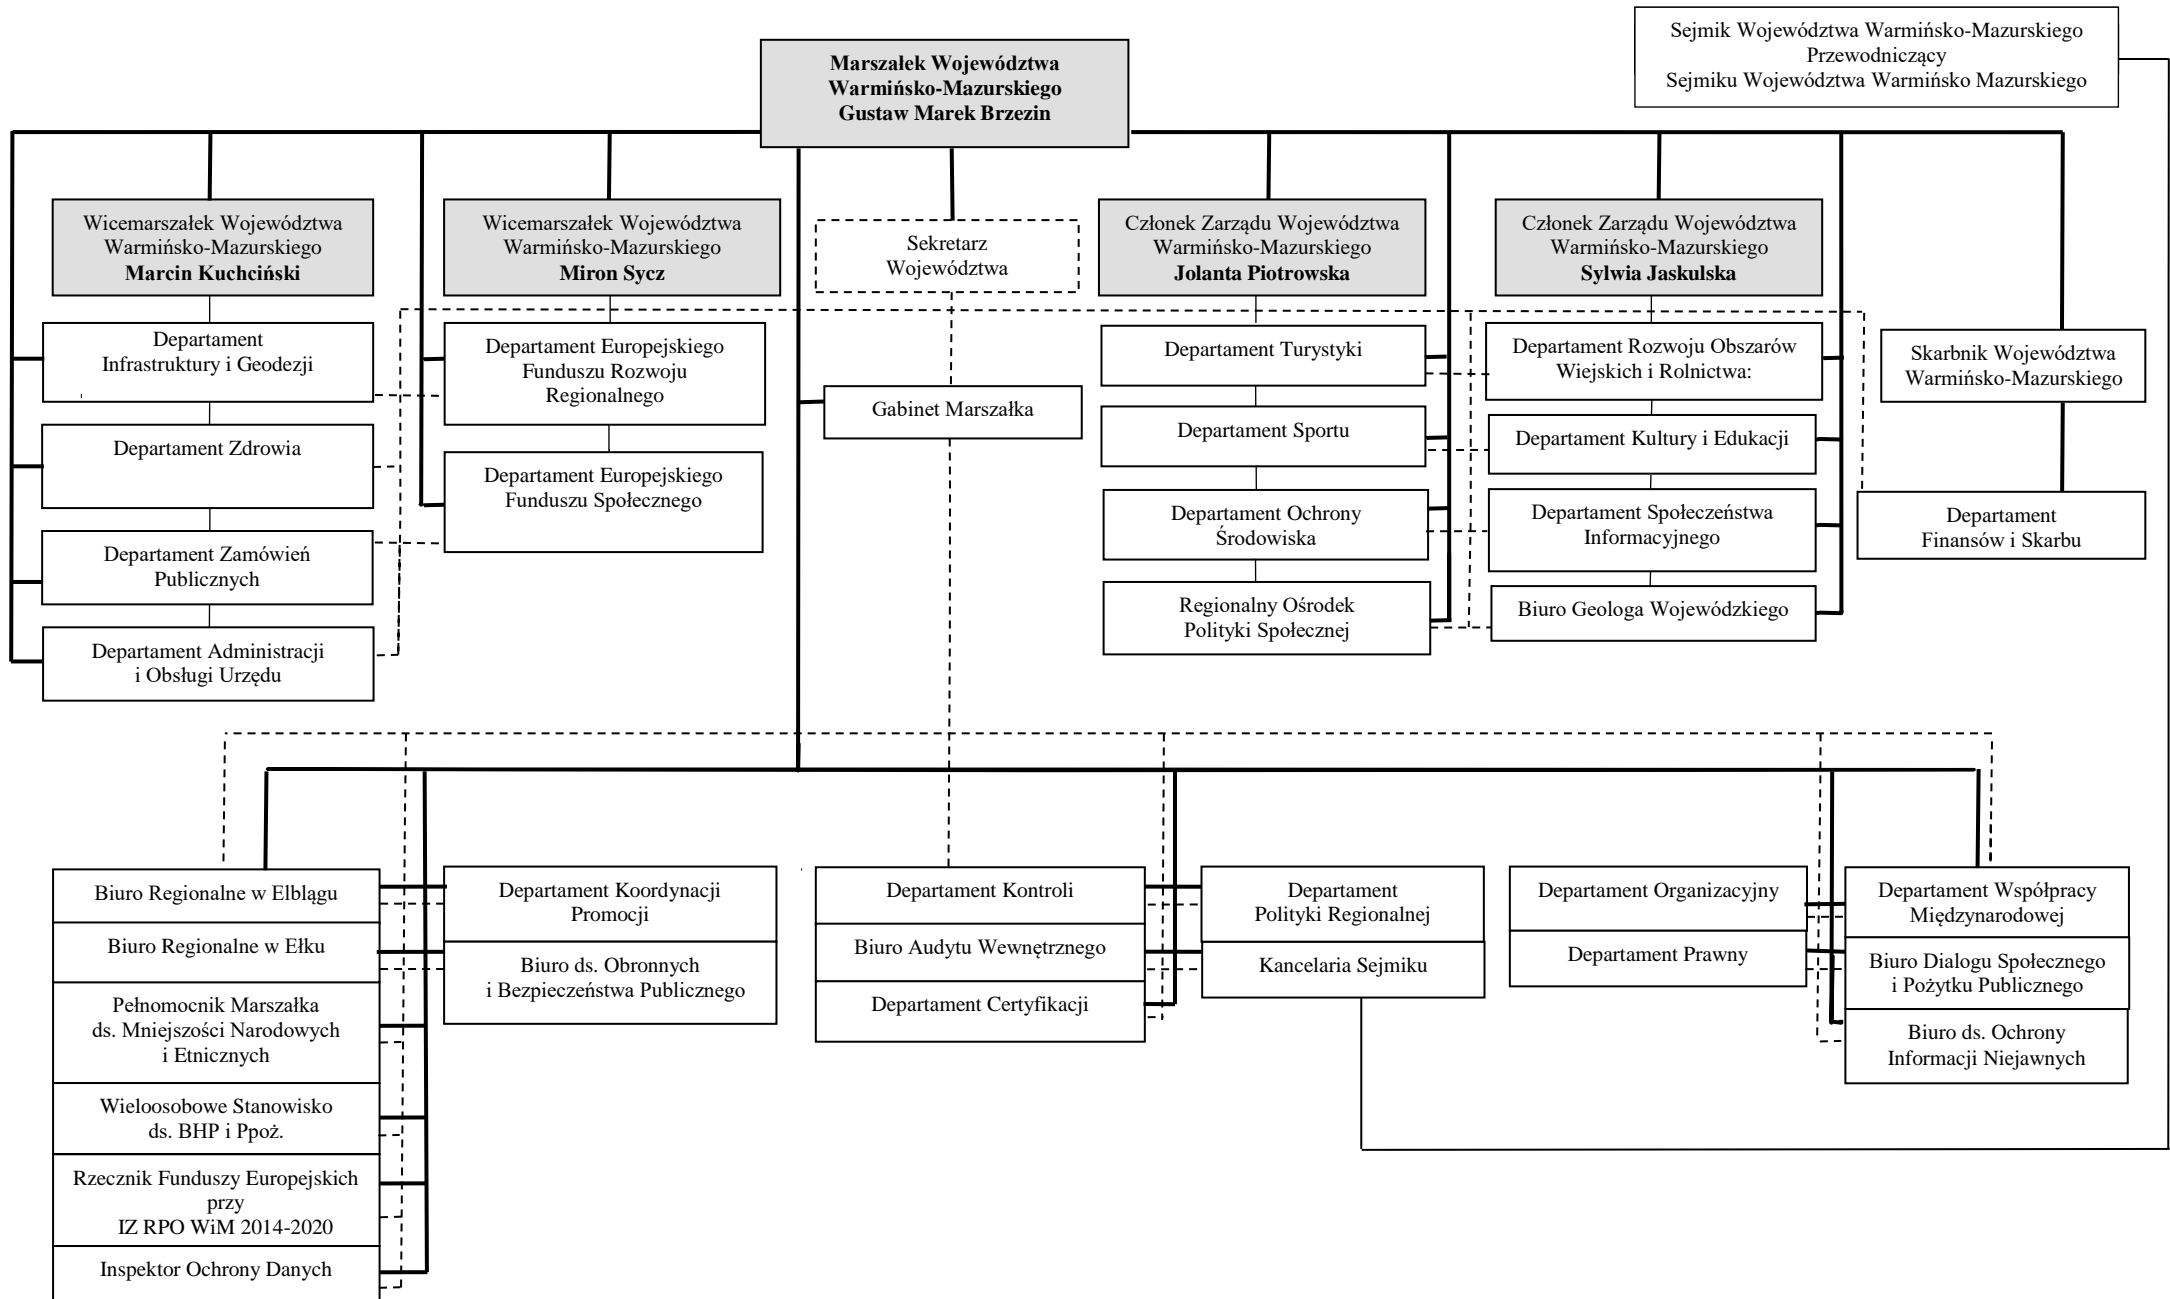 Sejmik Województwa Warmińsko-Mazurskiego
Przewodniczący
Sejmiku Województwa Warmińsko Mazurskiego
Marszałek Województwa
Warmińsko-Mazurskiego
Gustaw Marek Brzezin
Wicemarszałek Województwa
Warmińsko-Mazurskiego
Marcin Kuchciński
Wicemarszałek Województwa
Warmińsko-Mazurskiego
Miron Sycz
Sekretarz
Województwa
Członek Zarządu Województwa
Warmińsko-Mazurskiego
Jolanta Piotrowska
Członek Zarządu Województwa
Warmińsko-Mazurskiego
Sylwia Jaskulska
Departament
Infrastruktury i Geodezji
Departament Zdrowia
Departament Zamówień
Publicznych
Departament Administracji
i Obsługi Urzędu
Departament Europejskiego
Funduszu Rozwoju
Regionalnego
Departament Europejskiego
Funduszu Społecznego
Gabinet Marszałka
Departament Turystyki
Departament Sportu
Departament Ochrony
Środowiska
Regionalny Ośrodek
Polityki Społecznej
Departament Rozwoju Obszarów
Wiejskich i Rolnictwa:
Departament Kultury i Edukacji
Departament Społeczeństwa
Informacyjnego
Biuro Geologa Wojewódzkiego
Skarbnik Województwa
Warmińsko-Mazurskiego
Departament
Finansów i Skarbu
Biuro Regionalne w Elblągu
Biuro Regionalne w Ełku
Pełnomocnik Marszałka
ds. Mniejszości Narodowych
i Etnicznych
Wieloosobowe Stanowisko
ds. BHP i Ppoż.
Rzecznik Funduszy Europejskich
przy
IZ RPO WiM 2014-2020
Inspektor Ochrony Danych
Departament Koordynacji
Promocji
Biuro ds. Obronnych
i Bezpieczeństwa Publicznego
Departament Kontroli
Biuro Audytu Wewnętrznego
Departament Certyfikacji
Departament
Polityki Regionalnej
Kancelaria Sejmiku
Departament Organizacyjny
Departament Prawny
Departament Współpracy
Międzynarodowej
Biuro Dialogu Społecznego
i Pożytku Publicznego
Biuro ds. Ochrony
Informacji Niejawnych